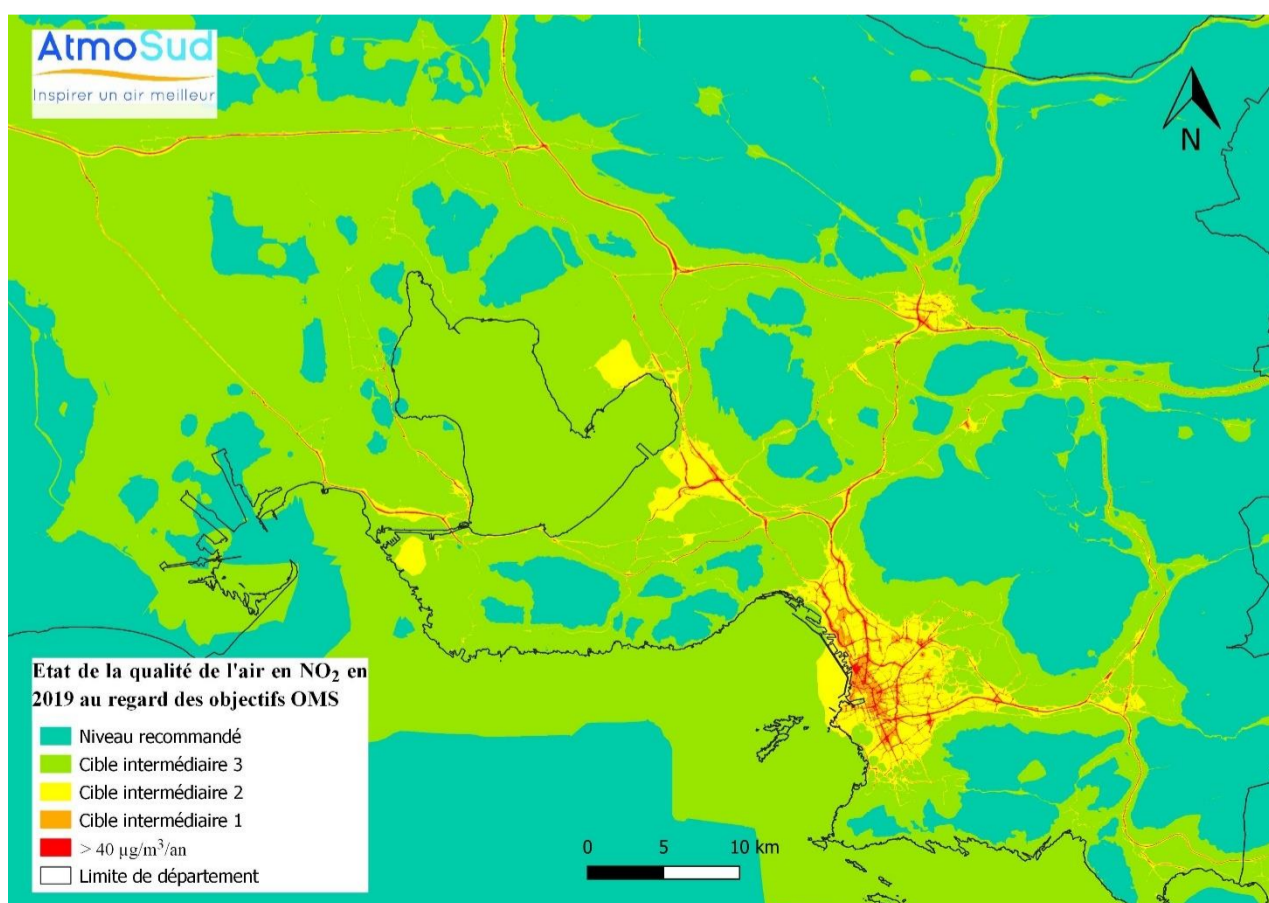 AtmoSud
Inspirer un air meilleur
N
Etat de la qualité de l'air en NO₂ en
2019 au regard des objectifs OMS
Niveau recommandé
Cible intermédiaire 3
Cible intermédiaire 2
Cible intermédiaire 1
> 40 µg/m³/an
Limite de département
0 5 10 km